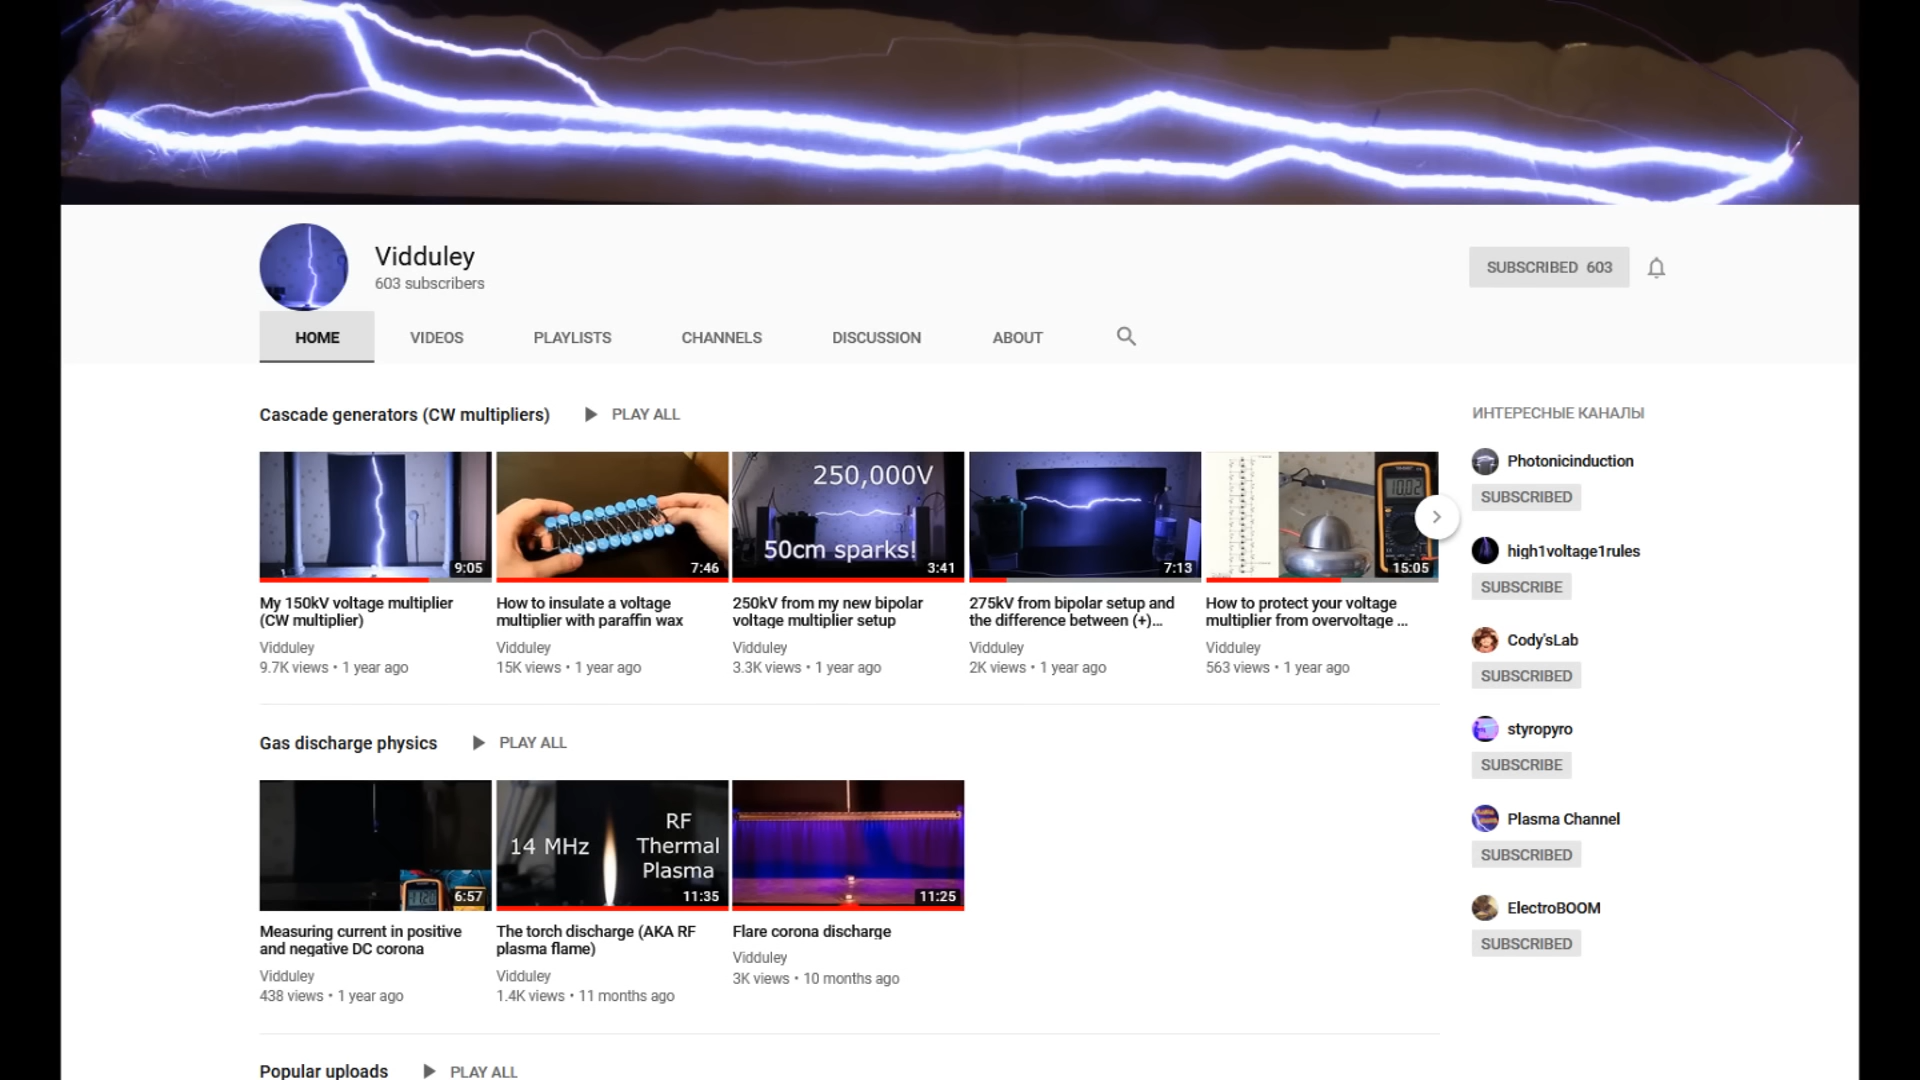 Vidduley
603 subscribers
SUBSCRIBED 603
HOME
VIDEOS
PLAYLISTS
CHANNELS
DISCUSSION
ABOUT
Cascade generators (CW multipliers)
PLAY ALL
9:05
My 150kV voltage multiplier
(CW multiplier)
Vidduley
9.7K views • 1 year ago
7:46
How to insulate a voltage
multiplier with paraffin wax
Vidduley
15K views • 1 year ago
250,000V
50cm sparks!
3:41
250kV from my new bipolar
voltage multiplier setup
Vidduley
3.3K views • 1 year ago
7:13
275kV from bipolar setup and
the difference between (+)...
Vidduley
2K views • 1 year ago
10.02
15:05
How to protect your voltage
multiplier from overvoltage ...
Vidduley
563 views • 1 year ago
Gas discharge physics
PLAY ALL
6:57
Measuring current in positive
and negative DC corona
Vidduley
438 views • 1 year ago
14 MHz
RF
Thermal
Plasma
11:35
The torch discharge (AKA RF
plasma flame)
Vidduley
1.4K views • 11 months ago
11:25
Flare corona discharge
Vidduley
3K views • 10 months ago
Popular uploads
PLAY ALL
ИНТЕРЕСНЫЕ КАНАЛЫ
Photonicinduction
SUBSCRIBED
high1voltage1rules
SUBSCRIBE
Cody'sLab
SUBSCRIBED
styropyro
SUBSCRIBE
Plasma Channel
SUBSCRIBED
ElectroBOOM
SUBSCRIBED